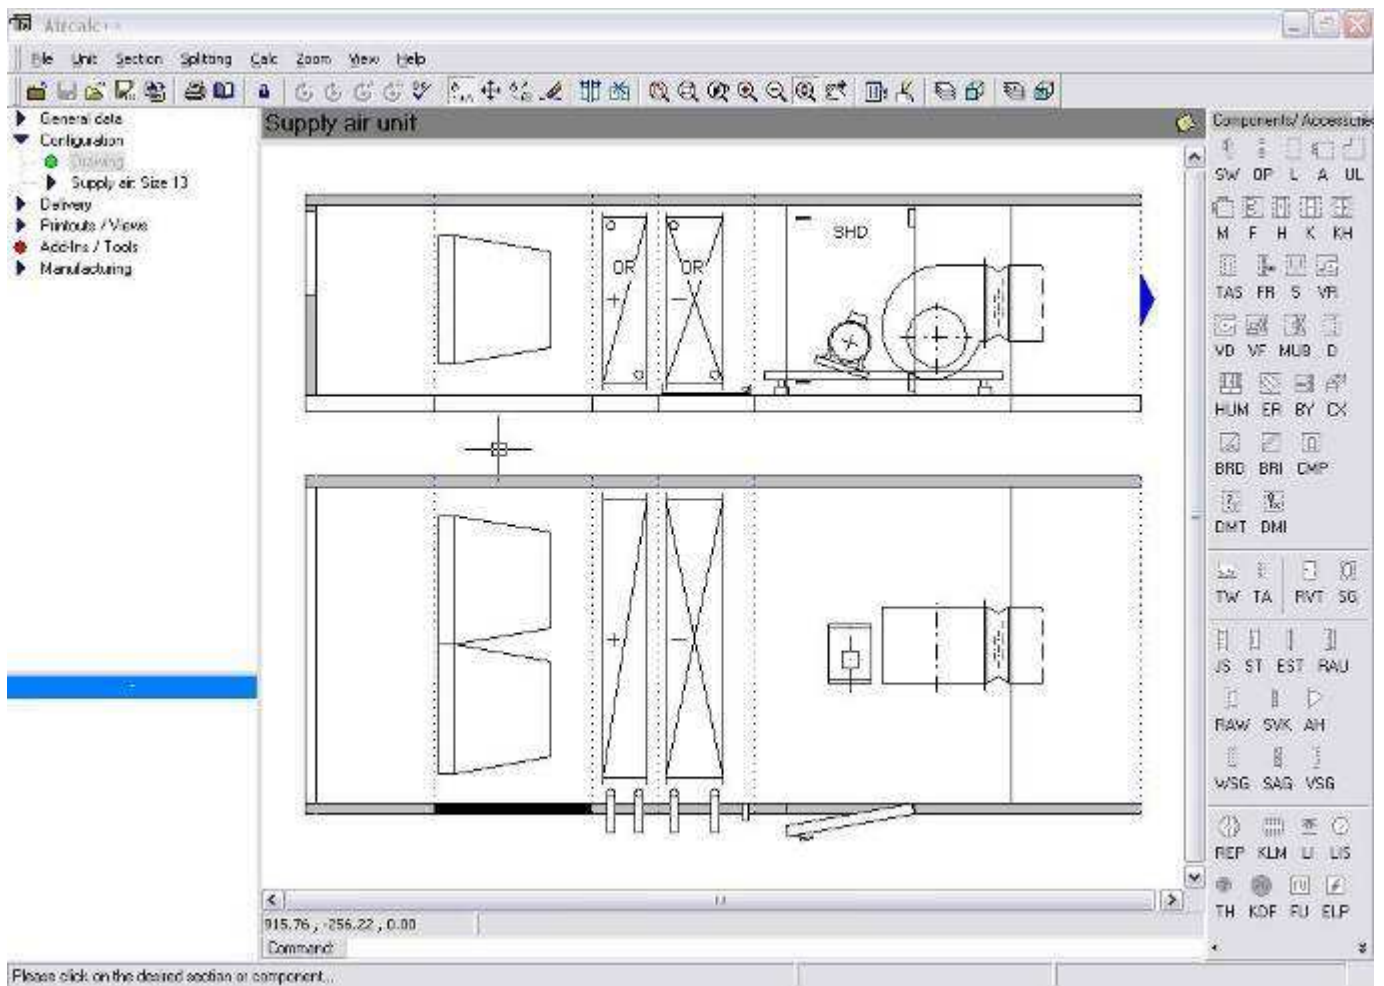 Aircalc++
File Unit Section Splitting Calc Zoom View Help
General data
Configuration
Drawing
Supply air: Size 13
Delivery
Printouts / Views
Add-Ins / Tools
Manufacturing
Supply air unit
SHD
OR OR
+ −
+ −
915.76 , -256.22 , 0.00
Command:
Please click on the desired section or component...
Components/ Accessories
SW OP L A UL
M F H K KH
TAS FR S VR
VD VF MUB D
HUM ER BY CX
BRD BRI CMP
DMT DMI
TW TA RVT SG
JS ST EST RAU
RAW SVK AH
WSG SAG VSG
REP KLM LI LIS
TH KDF FU ELP